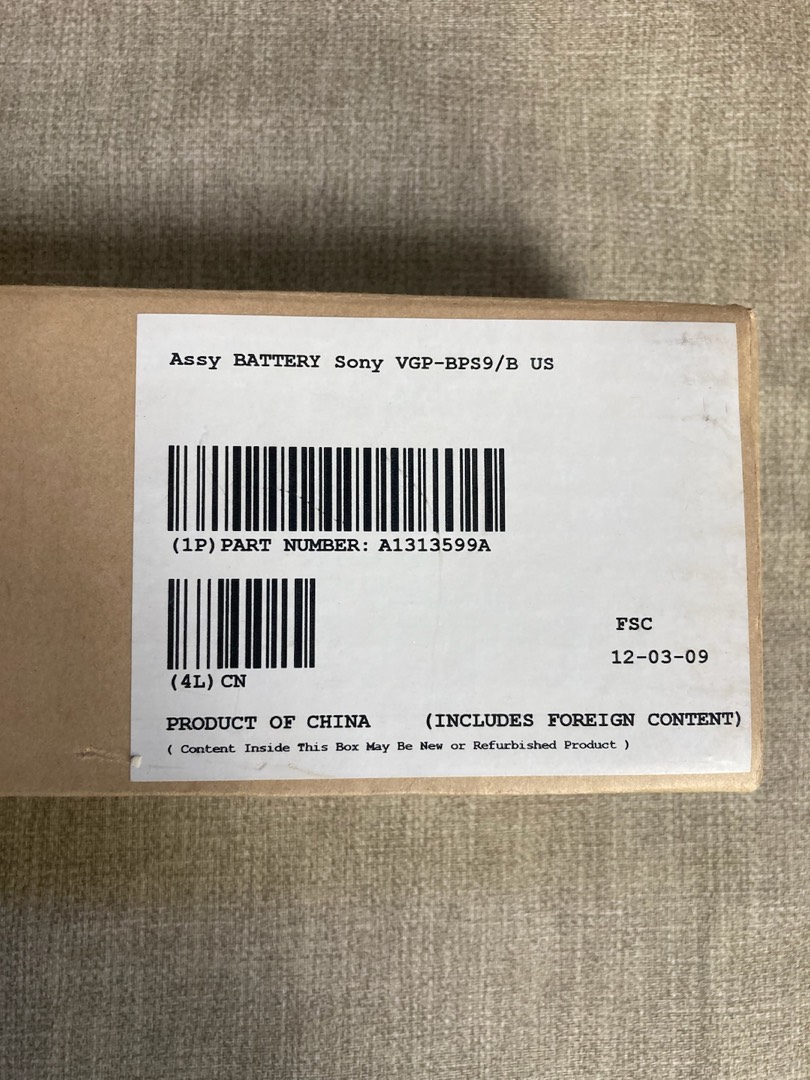 Assy BATTERY Sony VGP-BPS9/B US
(1P) PART NUMBER: A1313599A
FSC
12-03-09
(4L) CN
PRODUCT OF CHINA (INCLUDES FOREIGN CONTENT)
( Content Inside This Box May Be New or Refurbished Product )